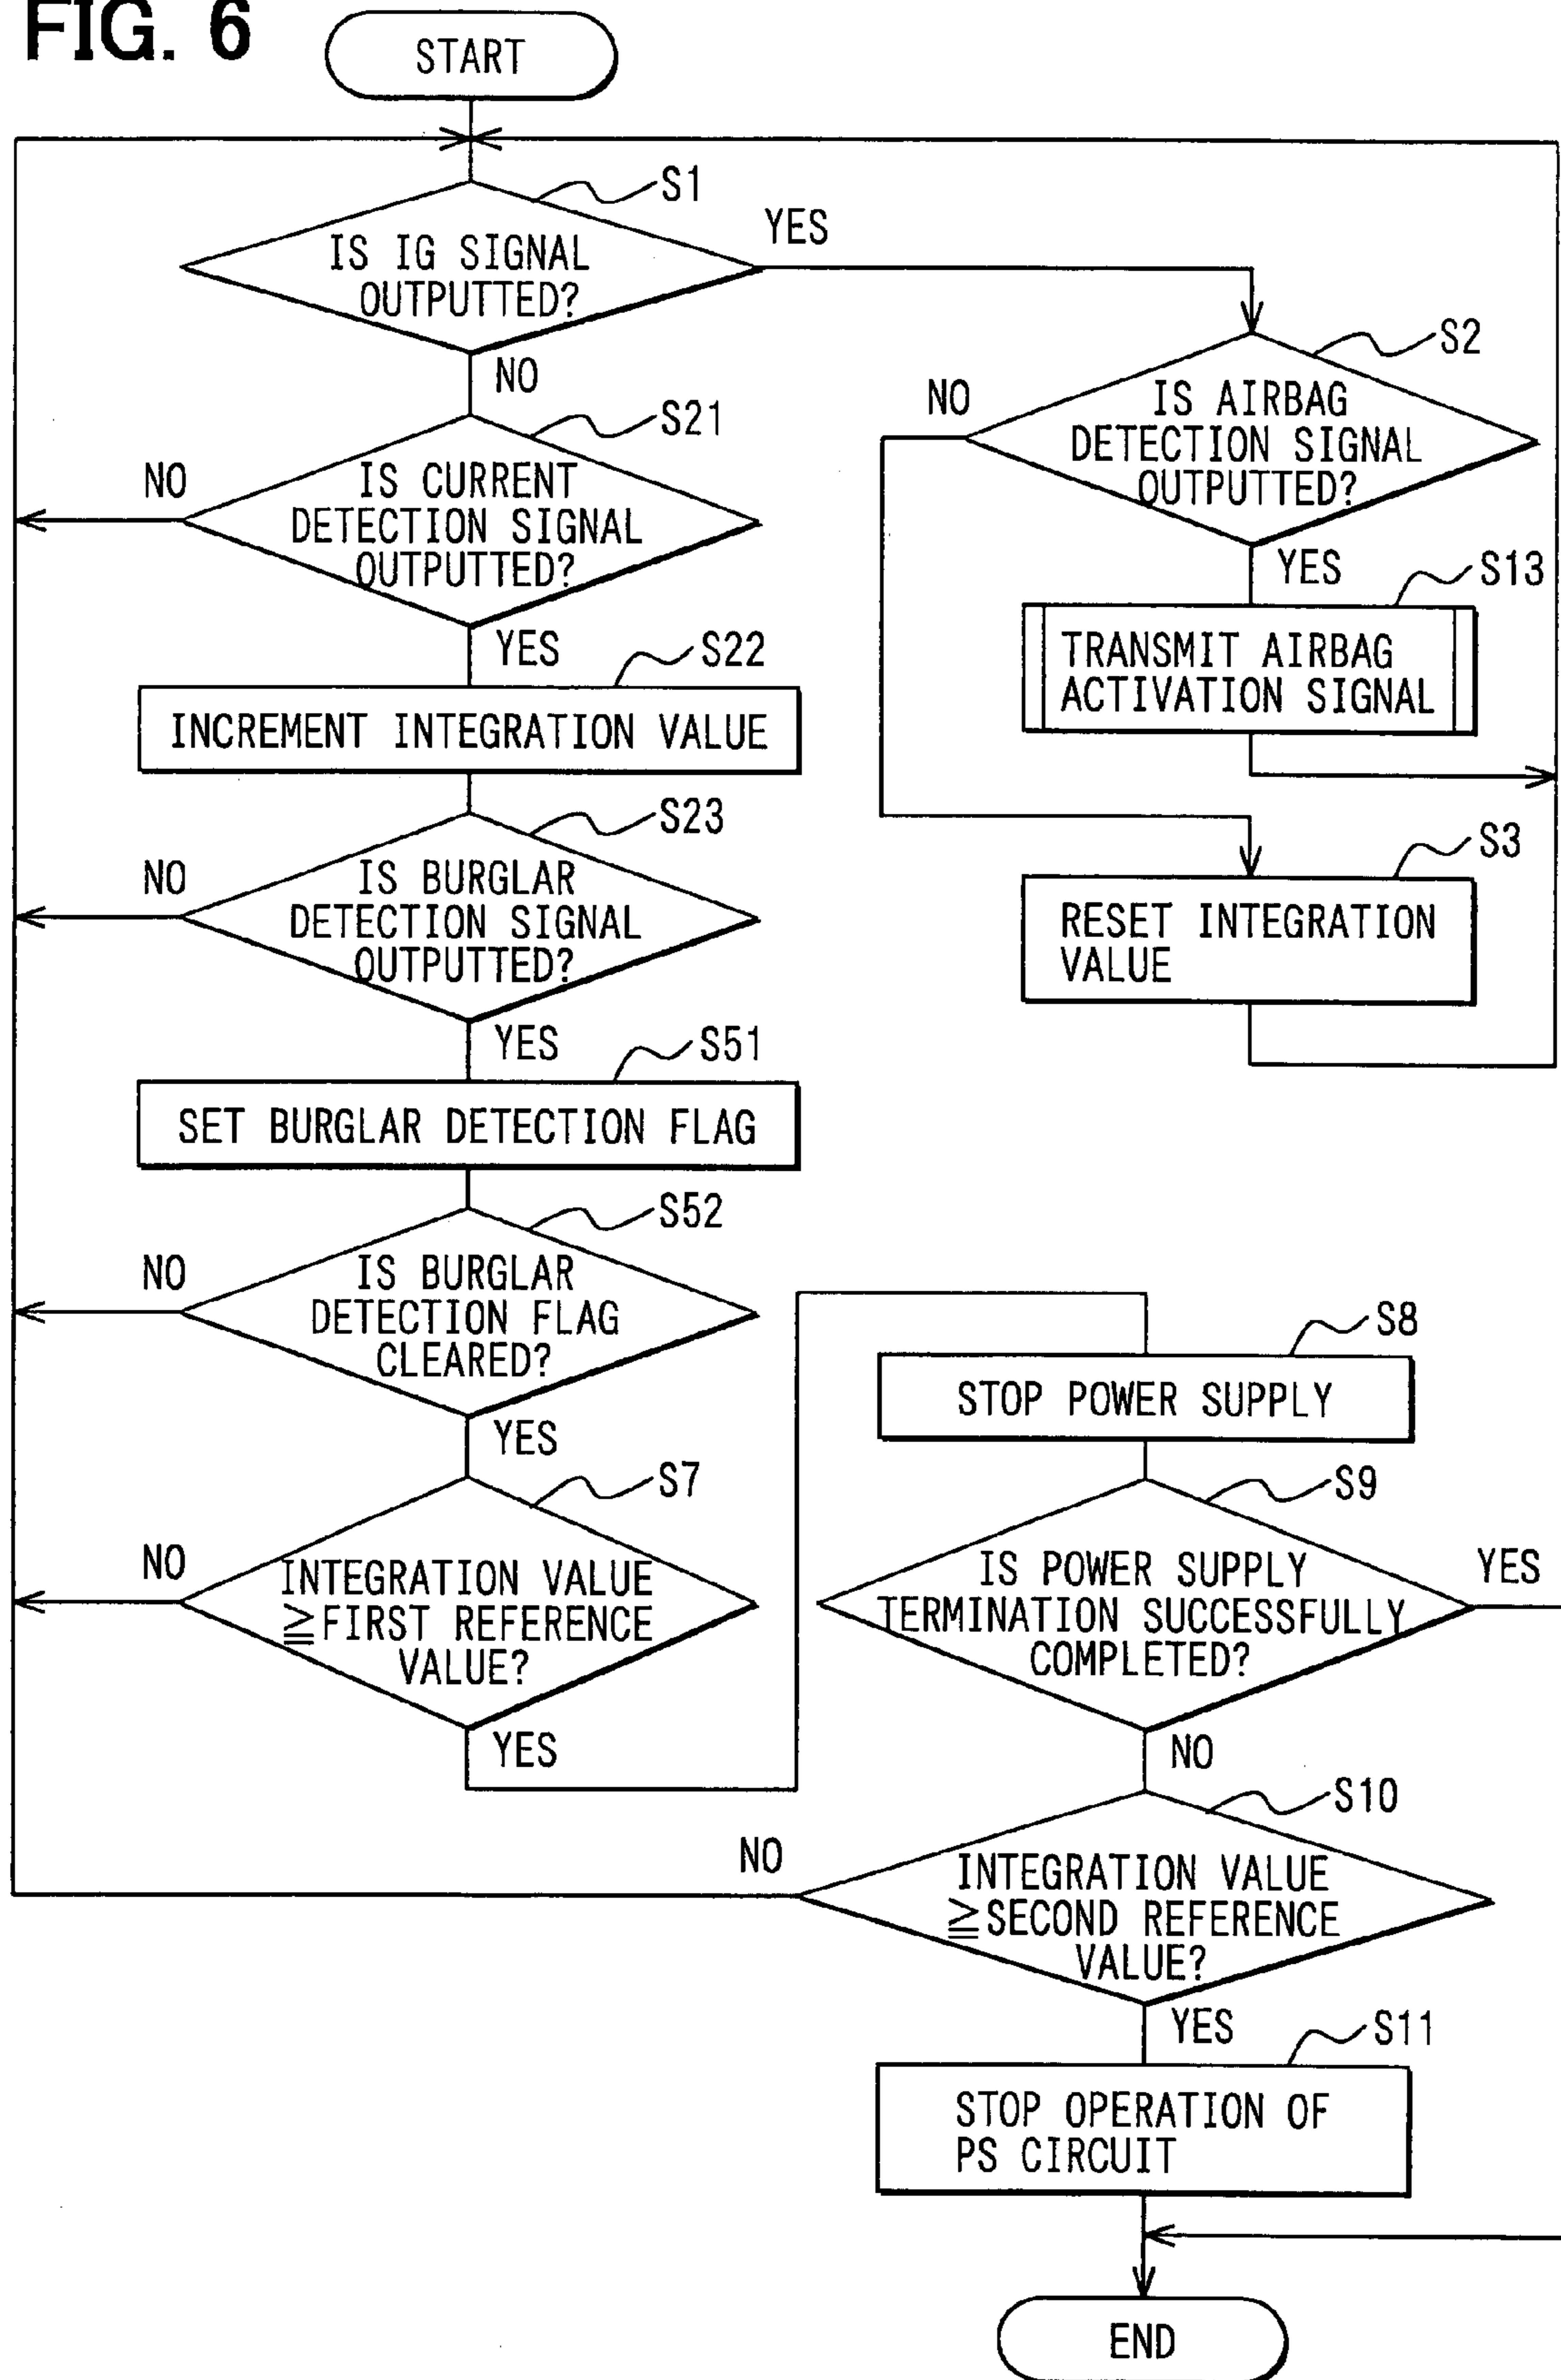 FIG. 6
START
S1
IS IG SIGNAL
OUTPUTTED?
YES
NO
S2
IS AIRBAG
DETECTION SIGNAL
OUTPUTTED?
NO
YES
S13
TRANSMIT AIRBAG
ACTIVATION SIGNAL
S3
RESET INTEGRATION
VALUE
S21
IS CURRENT
DETECTION SIGNAL
OUTPUTTED?
NO
YES
S22
INCREMENT INTEGRATION VALUE
S23
IS BURGLAR
DETECTION SIGNAL
OUTPUTTED?
NO
YES
S51
SET BURGLAR DETECTION FLAG
S52
IS BURGLAR
DETECTION FLAG
CLEARED?
NO
YES
S7
INTEGRATION VALUE
≧FIRST REFERENCE
VALUE?
NO
YES
S8
STOP POWER SUPPLY
S9
IS POWER SUPPLY
TERMINATION SUCCESSFULLY
COMPLETED?
YES
NO
S10
INTEGRATION VALUE
≧SECOND REFERENCE
VALUE?
NO
YES
S11
STOP OPERATION OF
PS CIRCUIT
END